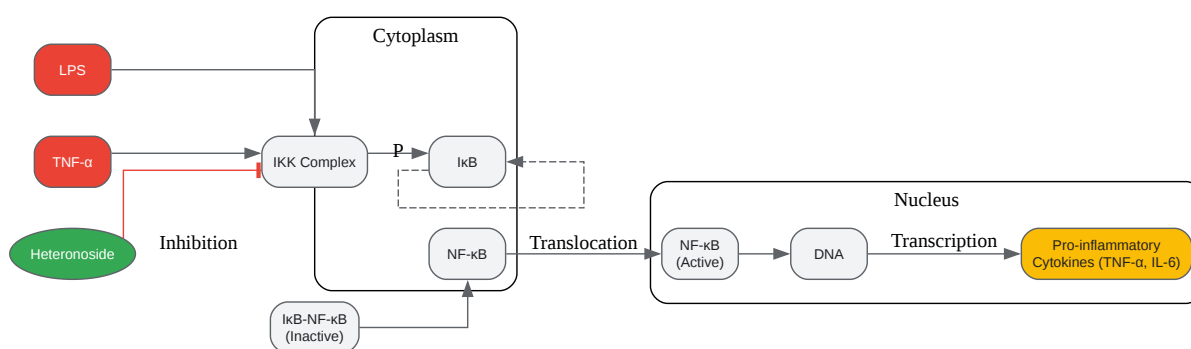 Cytoplasm
LPS
TNF-α
IKK Complex
P
IκB
Heteronoside
Inhibition
NF-κB
Translocation
Nucleus
NF-κB
(Active)
DNA
Transcription
Pro-inflammatory
Cytokines (TNF-α, IL-6)
IκB-NF-κB
(Inactive)